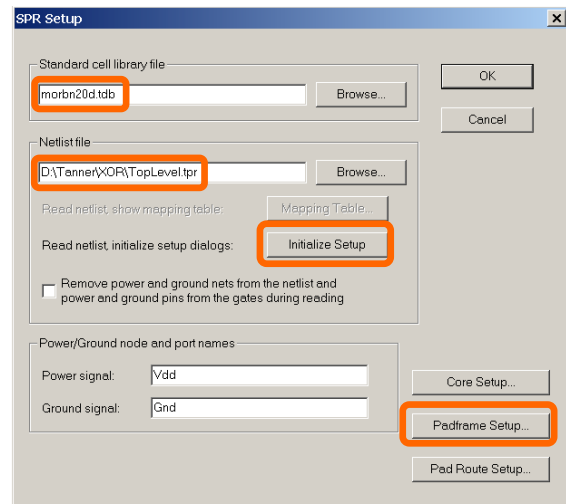 SPR Setup
Standard cell library file
morbn20d.tdb
Browse...
OK
Cancel
Netlist file
D:\Tanner\XOR\TopLevel.tpr
Browse...
Read netlist, show mapping table:
Mapping Table...
Read netlist, initialize setup dialogs:
Initialize Setup
Remove power and ground nets from the netlist and
power and ground pins from the gates during reading
Power/Ground node and port names
Power signal:
Vdd
Ground signal:
Gnd
Core Setup...
Padframe Setup...
Pad Route Setup...